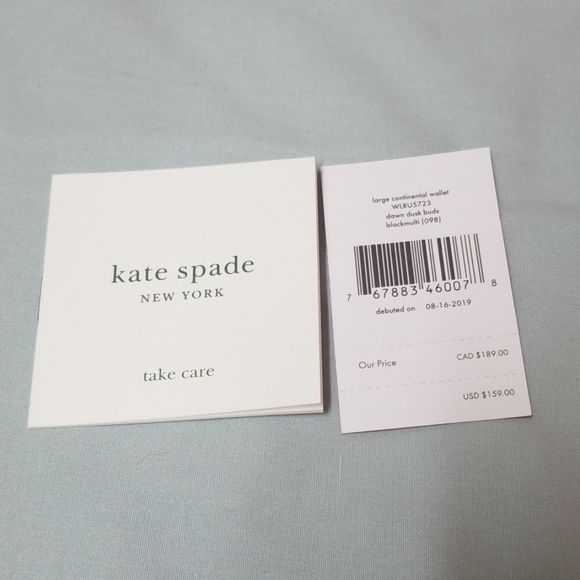 kate spade
NEW YORK
take care
large continental wallet
WLRU5723
dawn dusk buds
blackmulti (098)
7 67883 46007 8
debuted on 08-16-2019
Our Price CAD $189.00
USD $159.00